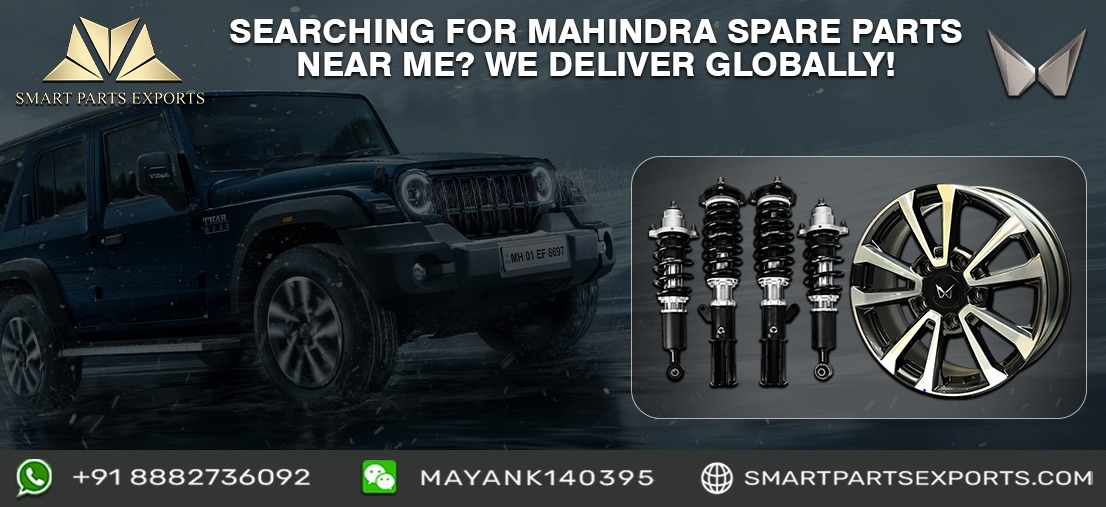 SMART PARTS EXPORTS
SEARCHING FOR MAHINDRA SPARE PARTS
NEAR ME? WE DELIVER GLOBALLY!
THAR
MH 01 EF 6697
+91 8882736092
MAYANK140395
SMARTPARTSEXPORTS.COM